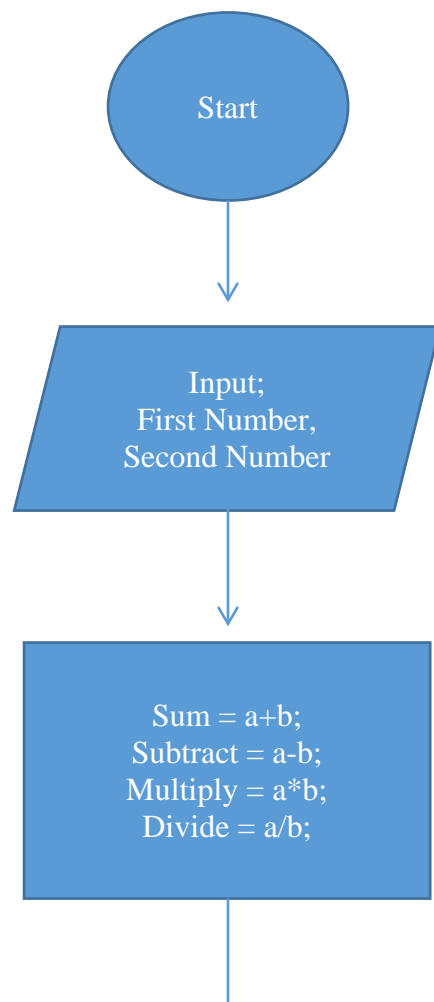 Start
Input;
First Number,
Second Number
Sum = a+b;
Subtract = a-b;
Multiply = a*b;
Divide = a/b;